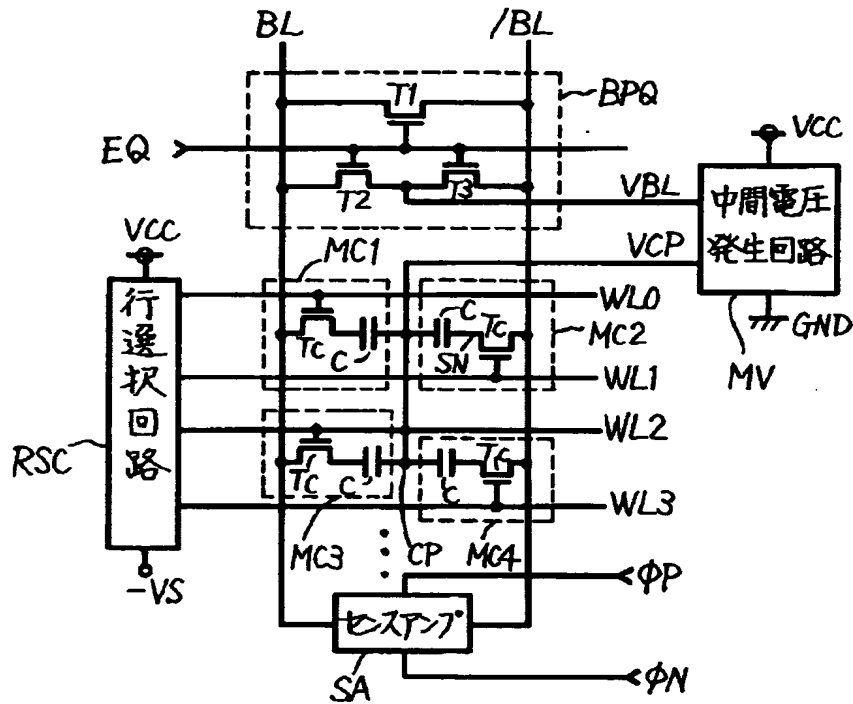 BL
/BL
T1
BPQ
EQ
T2
T3
VBL
VCC
中間電圧
発生回路
VCP
VCC
MC1
行選択回路
WL0
C
Tc
SN
MC2
GND
Tc
C
WL1
MV
WL2
RSC
Tc
C
Tc
C
WL3
MC3
CP
MC4
-VS
ΦP
センスアンプ
SA
ΦN